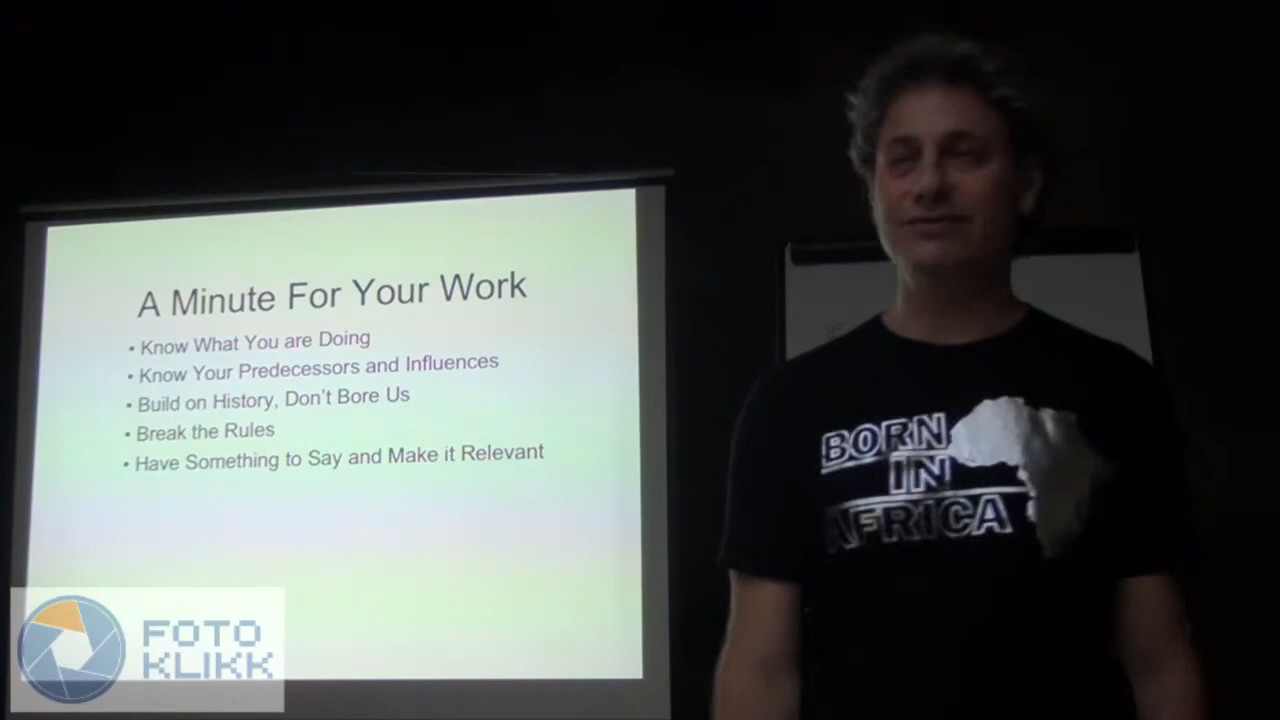 A Minute For Your Work
• Know What You are Doing
• Know Your Predecessors and Influences
• Build on History, Don't Bore Us
• Break the Rules
• Have Something to Say and Make it Relevant
BORN
IN
AFRICA
FOTO
KLIKK